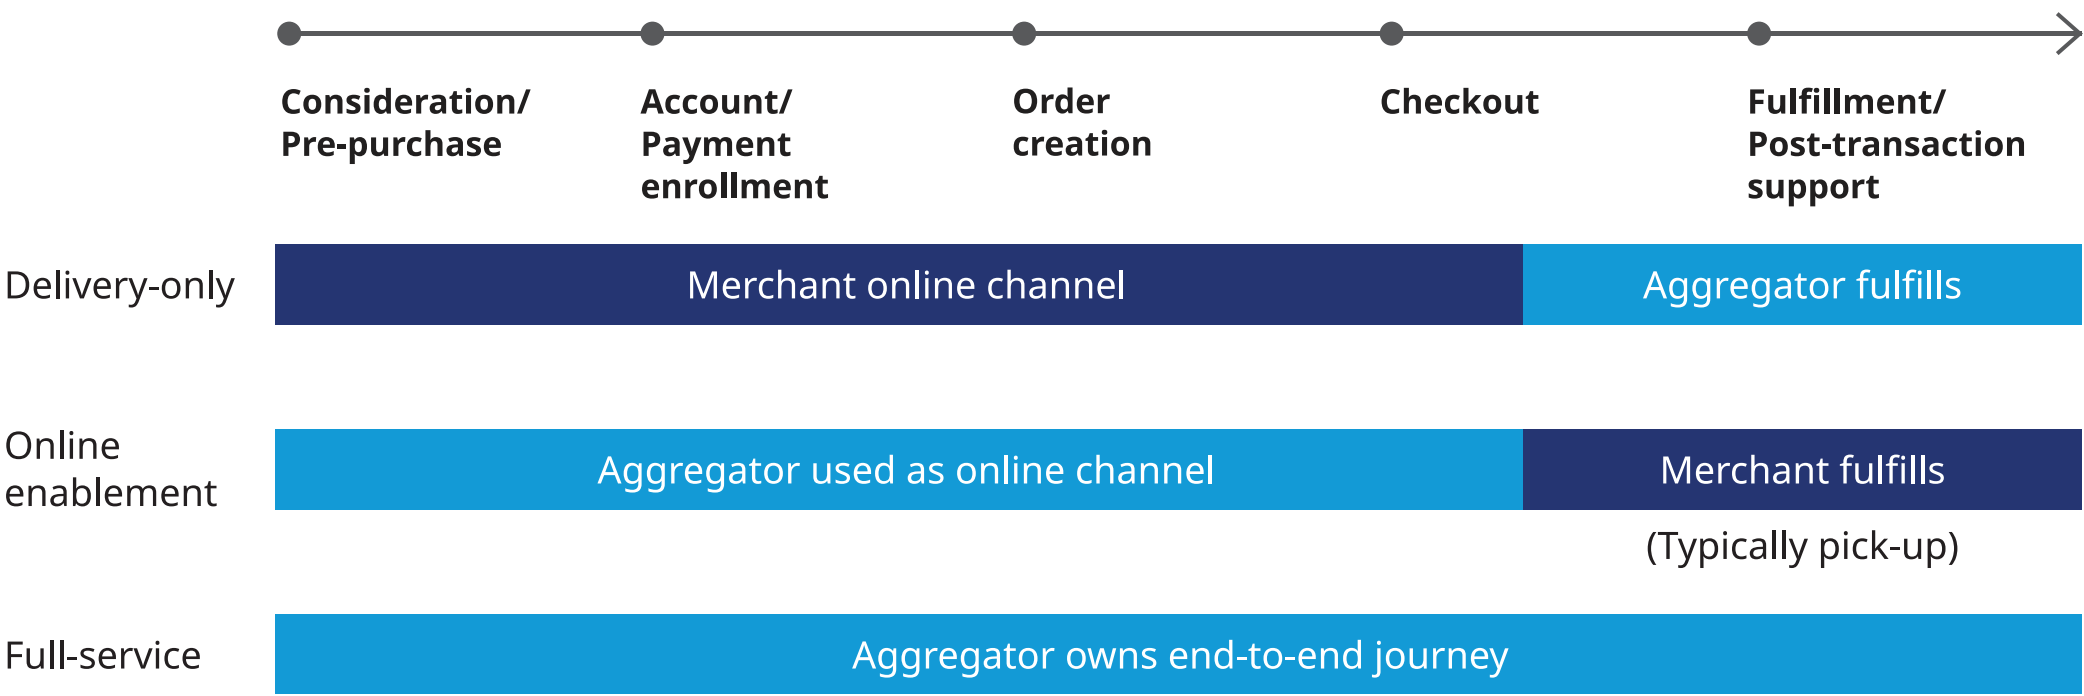 Consideration/
Pre-purchase
Account/
Payment
enrollment
Order
creation
Checkout
Fulfillment/
Post-transaction
support
Delivery-only
Merchant online channel
Aggregator fulfills
Online
enablement
Aggregator used as online channel
Merchant fulfills
(Typically pick-up)
Full-service
Aggregator owns end-to-end journey